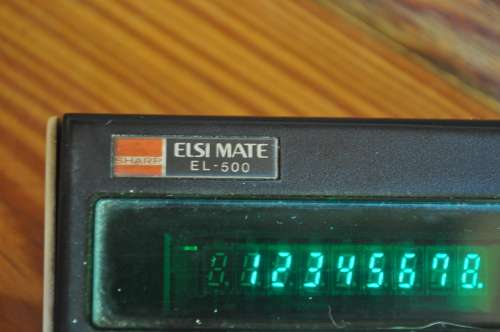 SHARP
ELSI MATE
EL-500
12345678.